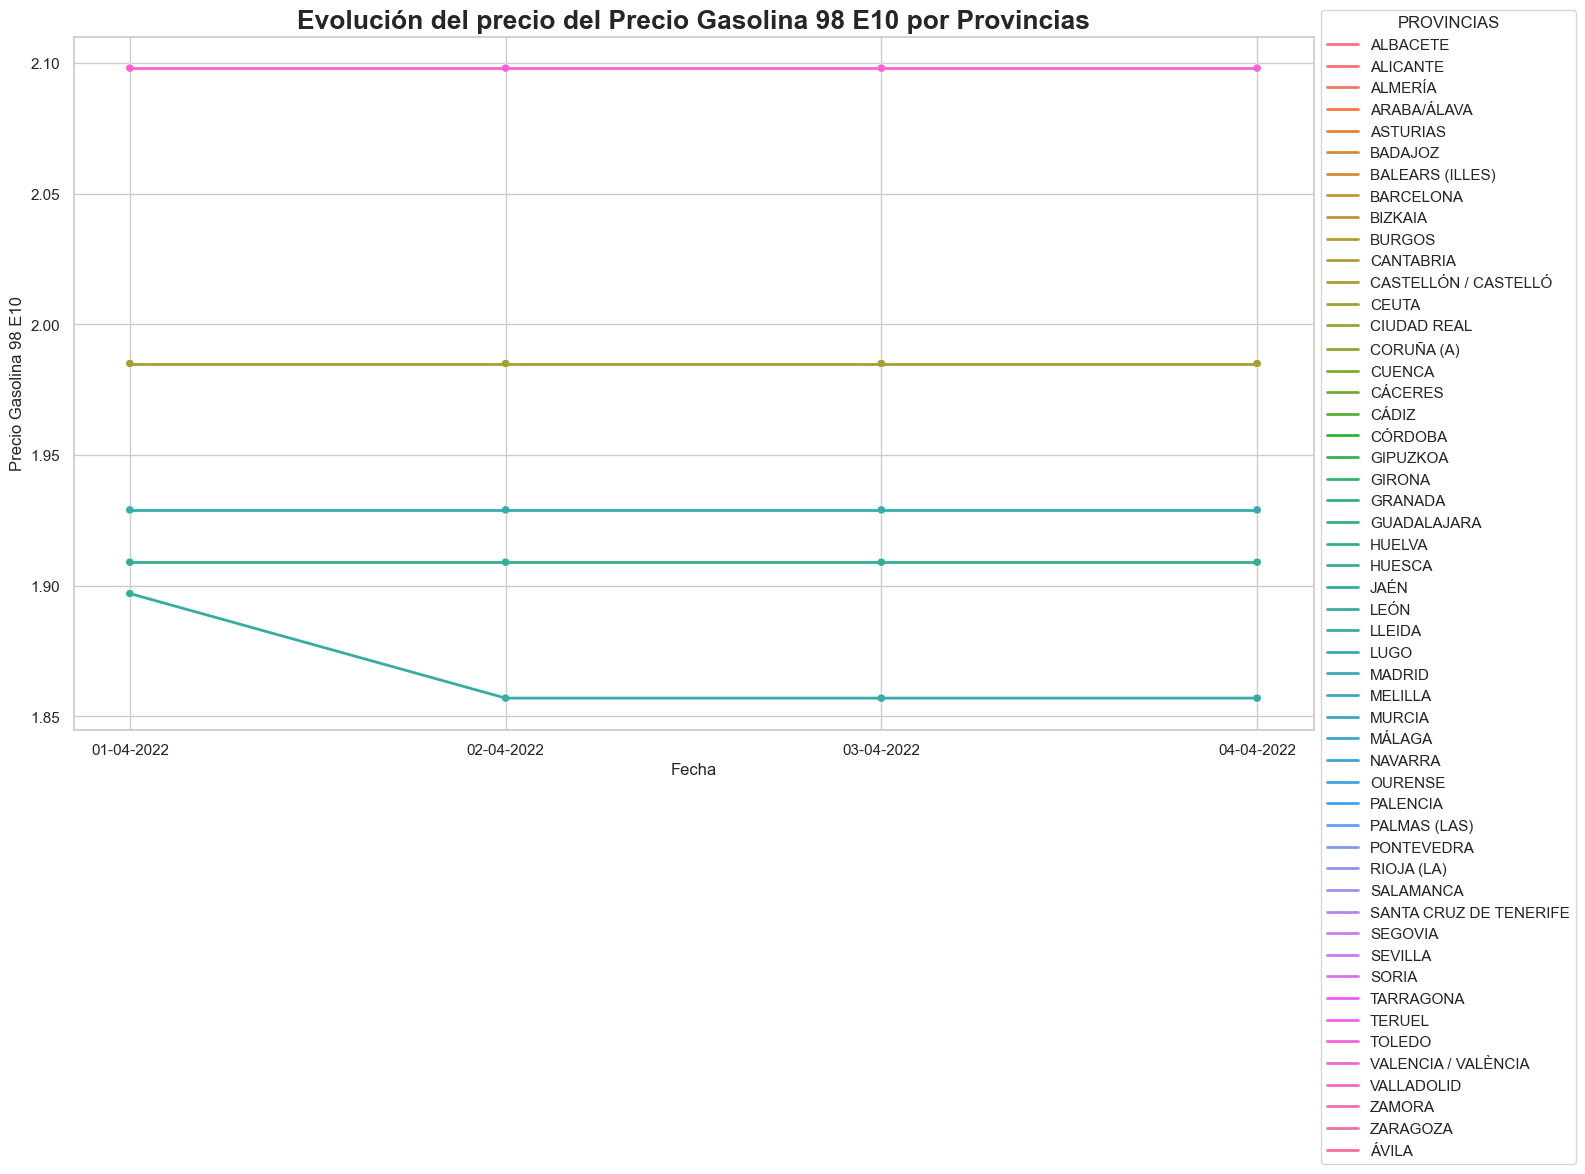 Evolución del precio del Precio Gasolina 98 E10 por Provincias
Precio Gasolina 98 E10
2.10
2.05
2.00
1.95
1.90
1.85
01-04-2022 02-04-2022 03-04-2022 04-04-2022
Fecha
PROVINCIAS
ALBACETE
ALICANTE
ALMERÍA
ARABA/ÁLAVA
ASTURIAS
BADAJOZ
BALEARS (ILLES)
BARCELONA
BIZKAIA
BURGOS
CANTABRIA
CASTELLÓN / CASTELLÓ
CEUTA
CIUDAD REAL
CORUÑA (A)
CUENCA
CÁCERES
CÁDIZ
CÓRDOBA
GIPUZKOA
GIRONA
GRANADA
GUADALAJARA
HUELVA
HUESCA
JAÉN
LEÓN
LLEIDA
LUGO
MADRID
MELILLA
MURCIA
MÁLAGA
NAVARRA
OURENSE
PALENCIA
PALMAS (LAS)
PONTEVEDRA
RIOJA (LA)
SALAMANCA
SANTA CRUZ DE TENERIFE
SEGOVIA
SEVILLA
SORIA
TARRAGONA
TERUEL
TOLEDO
VALENCIA / VALÈNCIA
VALLADOLID
ZAMORA
ZARAGOZA
ÁVILA